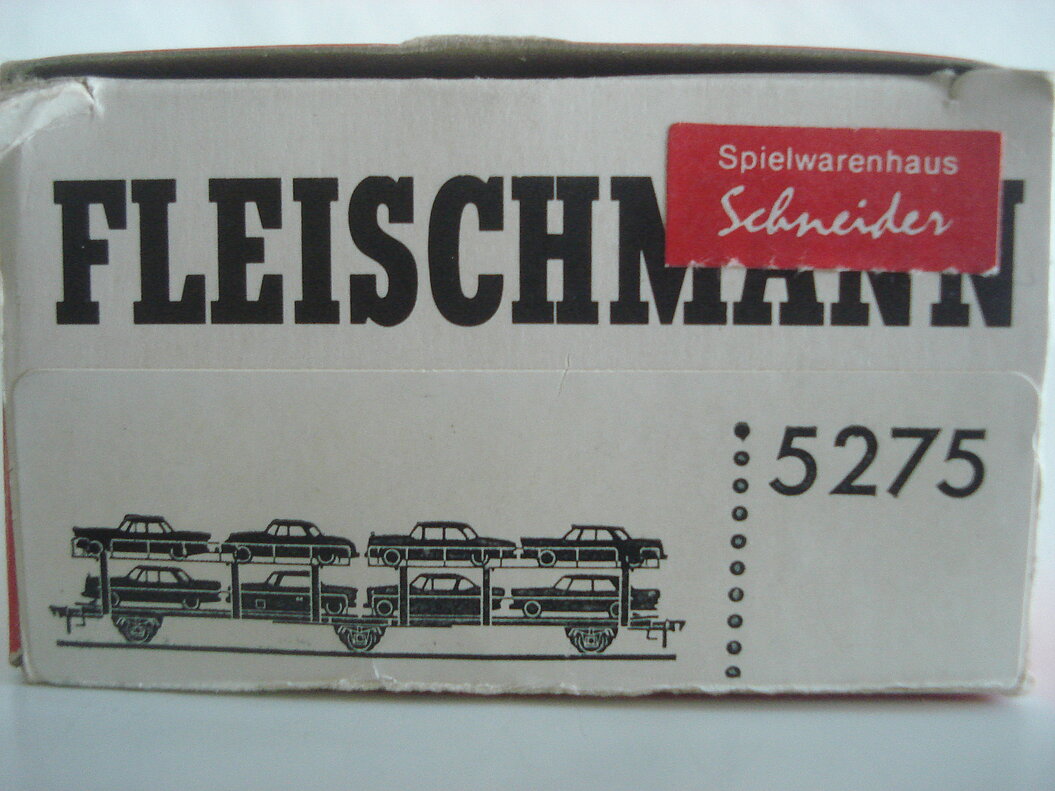 FLEISCHMANN
Spielwarenhaus
Schneider
5275